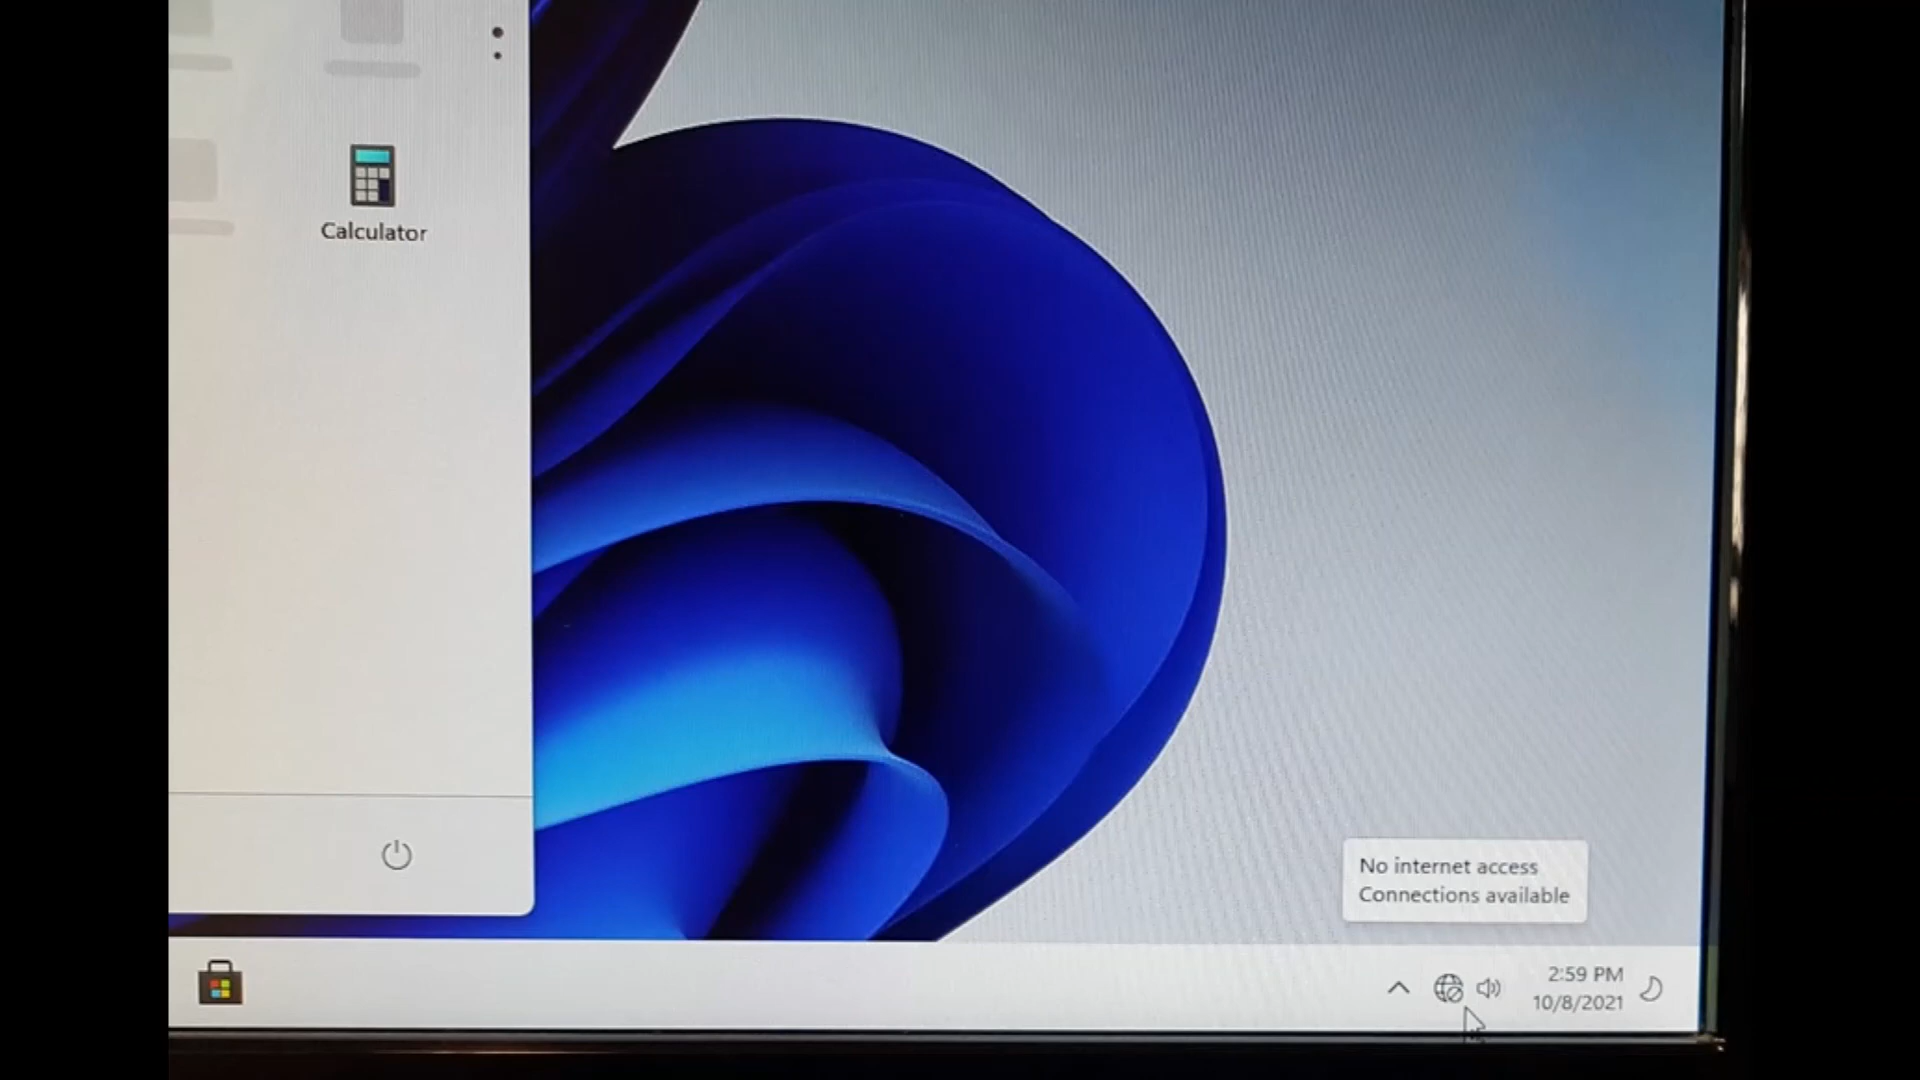 Calculator
No internet access
Connections available
2:59 PM
10/8/2021